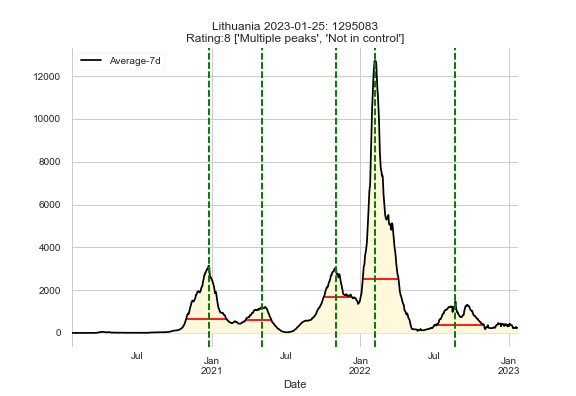 Lithuania 2023-01-25: 1295083
Rating:8 ['Multiple peaks', 'Not in control']
Average-7d
12000
10000
8000
6000
4000
2000
0
Jul
Jan
2021
Jul
Jan
2022
Jul
Jan
2023
Date